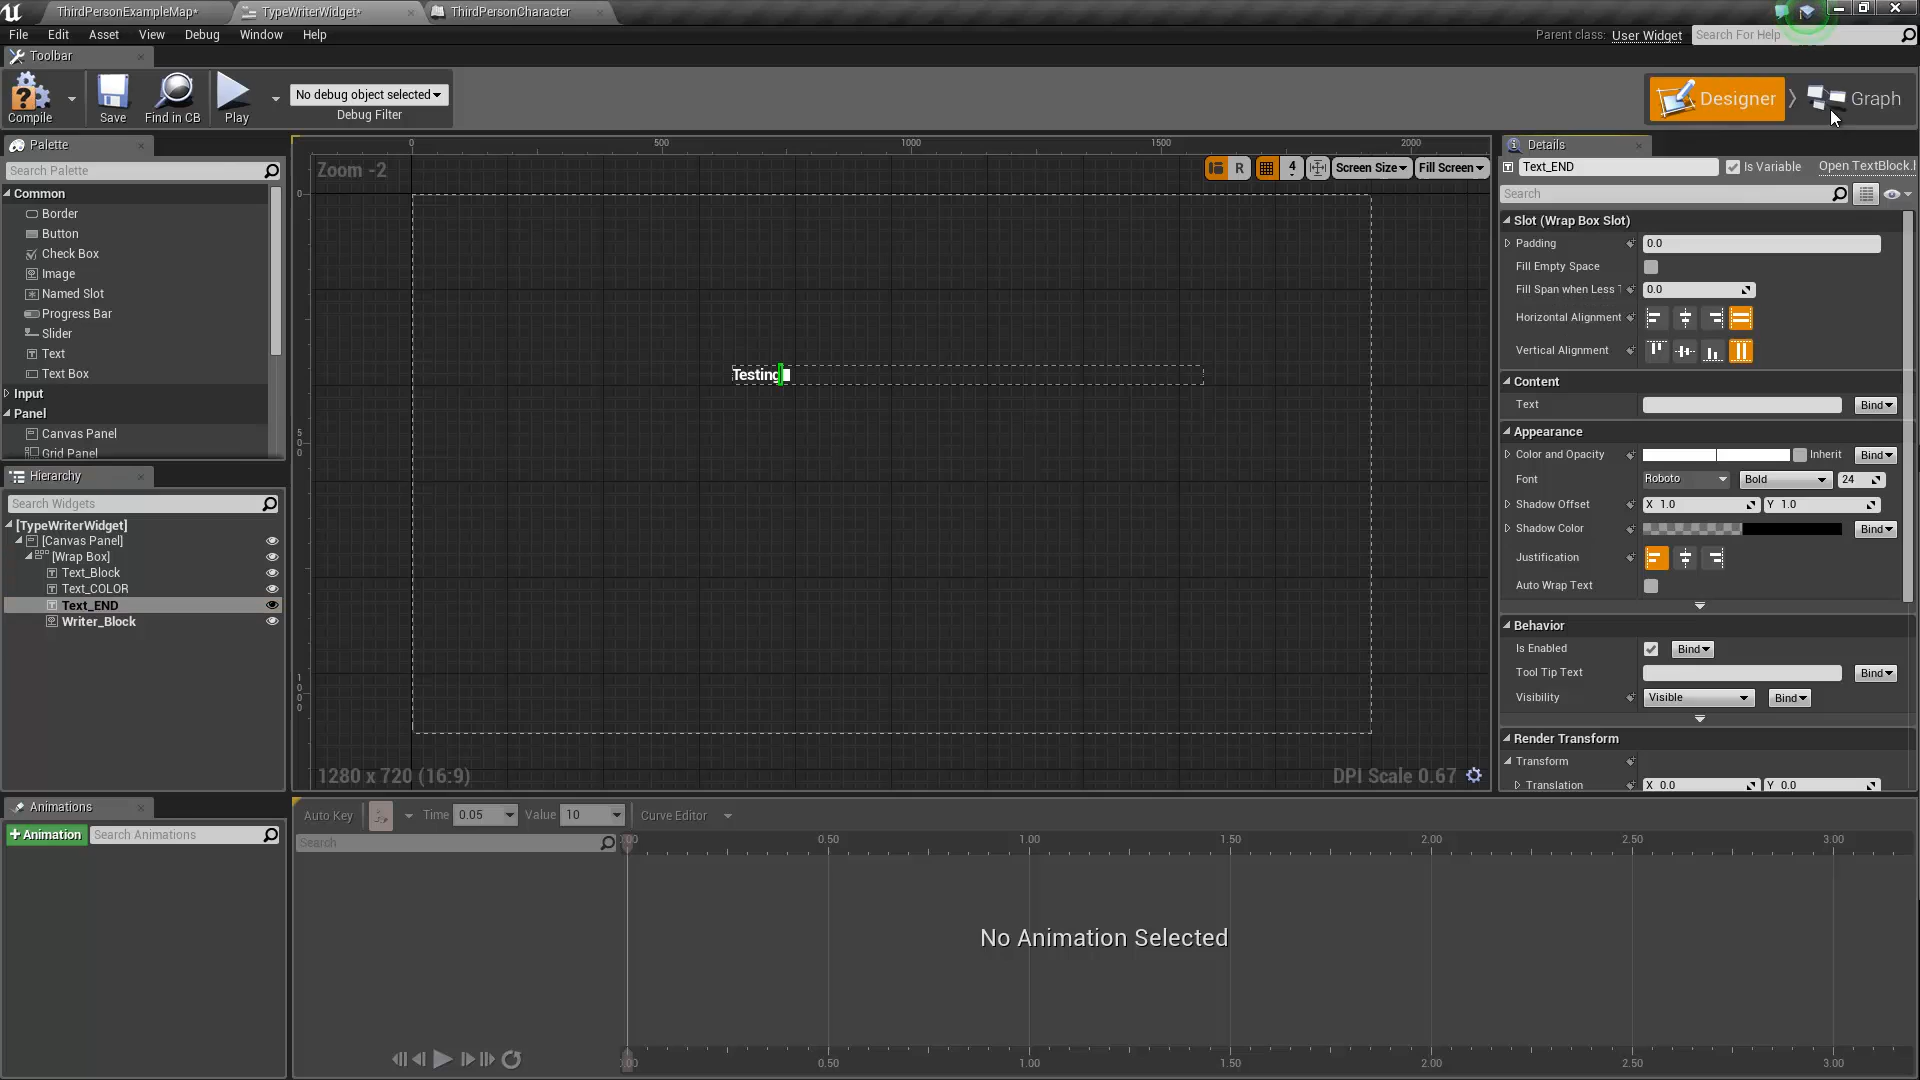 ThirdPersonExampleMap*
TypeWriterWidget*
ThirdPersonCharacter
File Edit Asset View Debug Window Help
Parent class: User Widget
Search For Help
Toolbar
Compile
Save
Find in CB
Play
No debug object selected
Debug Filter
Designer
Graph
Palette
Search Palette
Common
Border
Button
Check Box
Image
Named Slot
Progress Bar
Slider
Text
Text Box
Input
Panel
Canvas Panel
Grid Panel
Hierarchy
Search Widgets
[TypeWriterWidget]
[Canvas Panel]
[Wrap Box]
Text_Block
Text_COLOR
Text_END
Writer_Block
0 500 1000 1500 2000
Zoom -2
R
4
Screen Size
Fill Screen
0
500
1000
Testing
1280 x 720 (16:9)
DPI Scale 0.67
Details
Text_END
Is Variable
Open TextBlock.h
Search
Slot (Wrap Box Slot)
Padding 0.0
Fill Empty Space
Fill Span when Less T 0.0
Horizontal Alignment
Vertical Alignment
Content
Text Bind
Appearance
Color and Opacity Inherit Bind
Font Roboto Bold 24
Shadow Offset X 1.0 Y 1.0
Shadow Color Bind
Justification
Auto Wrap Text
Behavior
Is Enabled Bind
Tool Tip Text Bind
Visibility Visible Bind
Render Transform
Transform
Translation X 0.0 Y 0.0
Animations
+Animation
Search Animations
Auto Key
Time 0.05
Value 10
Curve Editor
Search
0.50 1.00 1.50 2.00 2.50 3.00
No Animation Selected
0.50 1.00 1.50 2.00 2.50 3.00